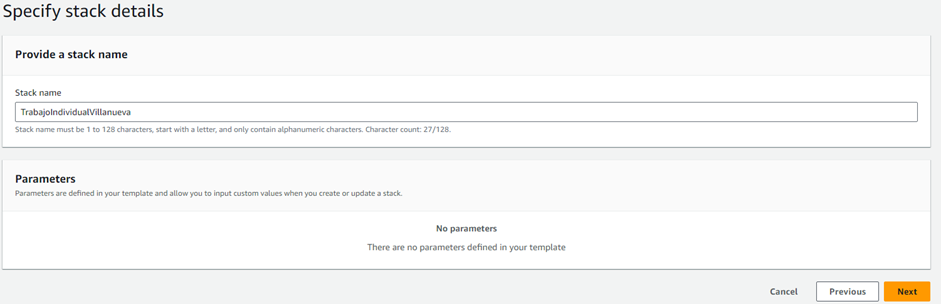 Specify stack details
Provide a stack name
Stack name
TrabajoIndividualVillanueva
Stack name must be 1 to 128 characters, start with a letter, and only contain alphanumeric characters. Character count: 27/128.
Parameters
Parameters are defined in your template and allow you to input custom values when you create or update a stack.
No parameters
There are no parameters defined in your template
Cancel Previous Next